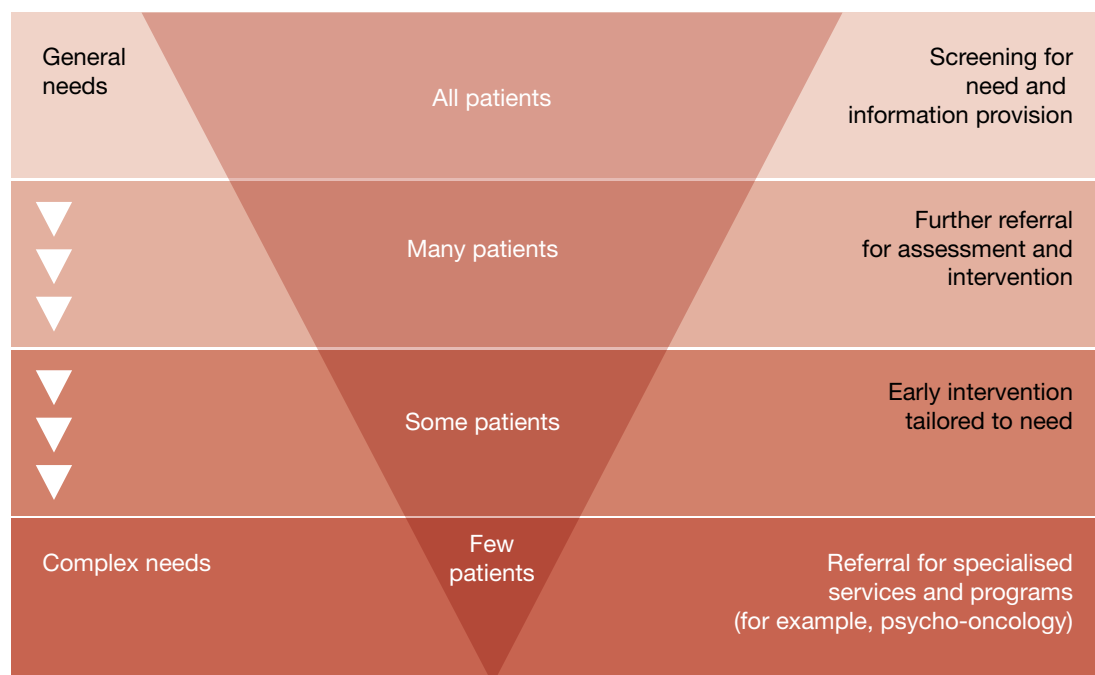 General
needs
All patients
Screening for
need and
information provision
Many patients
Further referral
for assessment and
intervention
Some patients
Early intervention
tailored to need
Complex needs
Few
patients
Referral for specialised
services and programs
(for example, psycho-oncology)